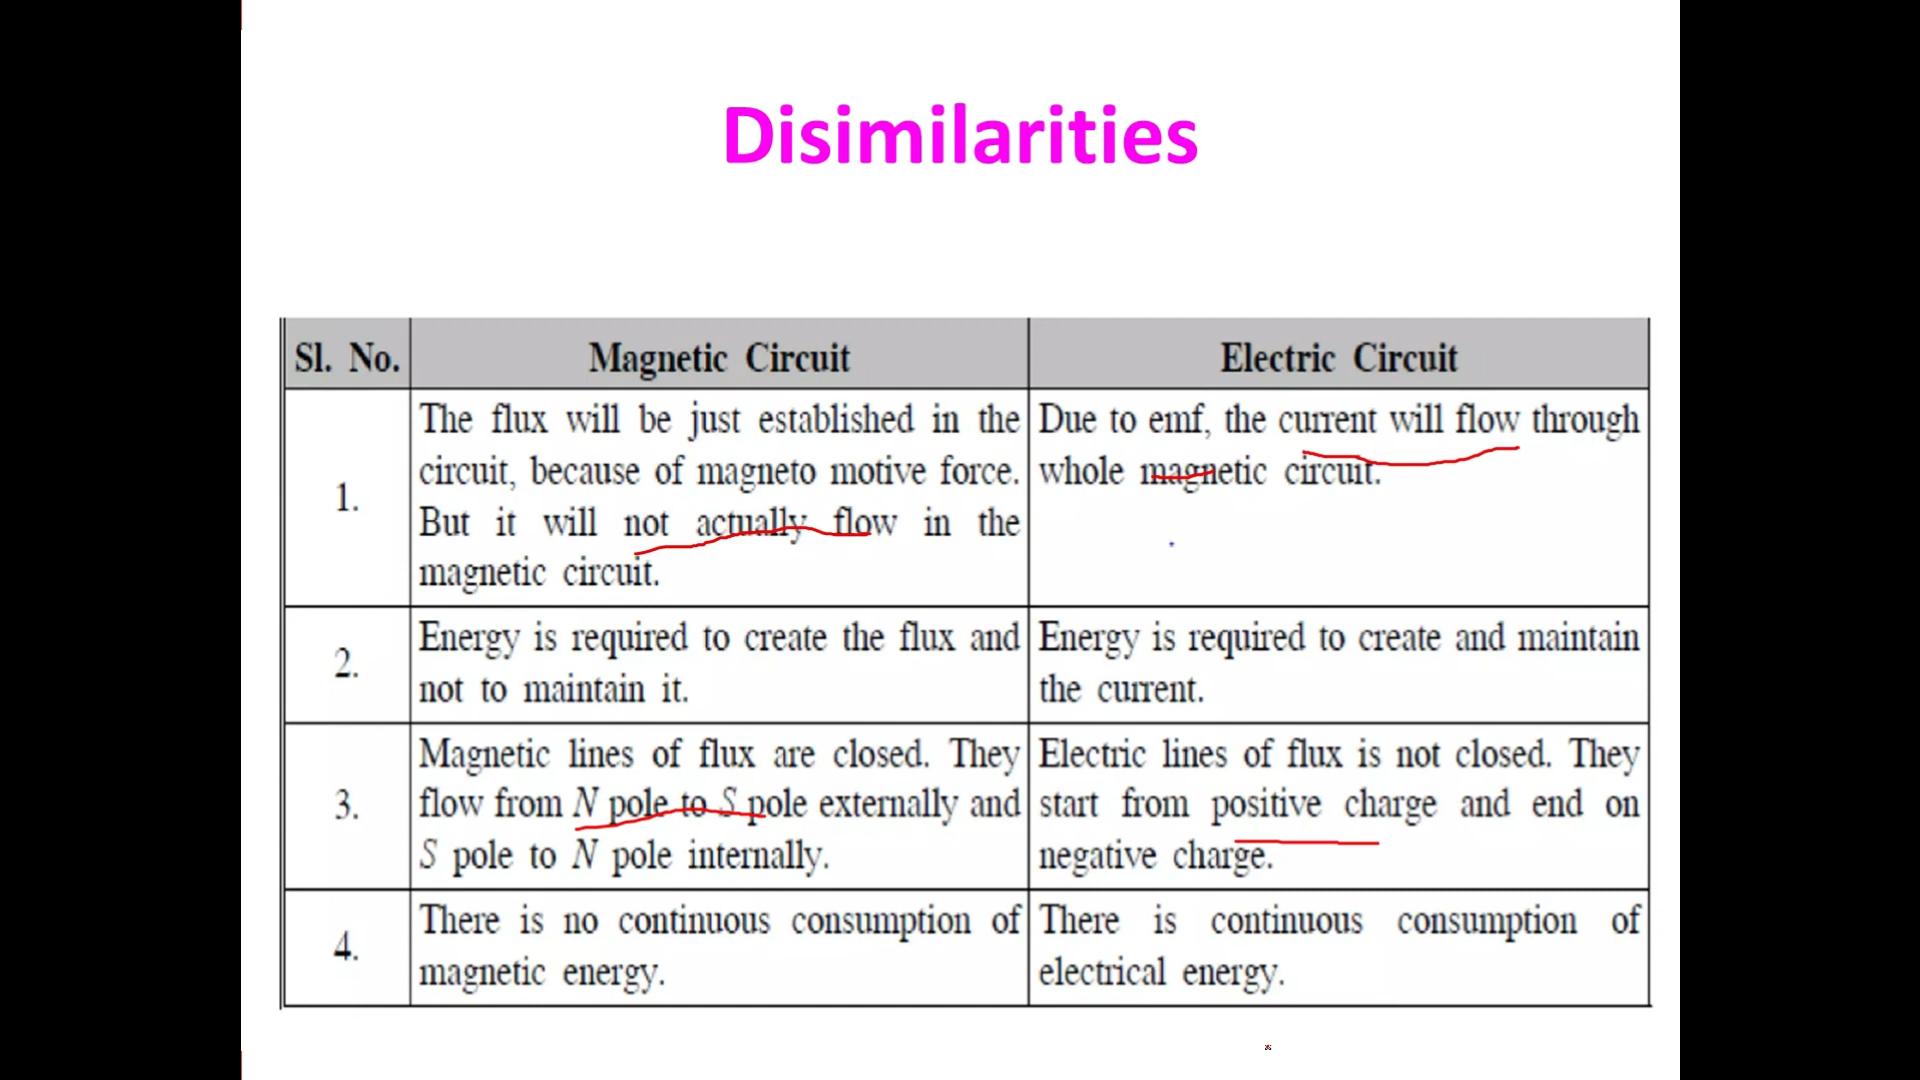 Disimilarities
Sl. No.
Magnetic Circuit
Electric Circuit
1.
The flux will be just established in the
circuit, because of magneto motive force.
But it will not actually flow in the
magnetic circuit.
Due to emf, the current will flow through
whole magnetic circuit.
2.
Energy is required to create the flux and
not to maintain it.
Energy is required to create and maintain
the current.
3.
Magnetic lines of flux are closed. They
flow from N pole to S pole externally and
S pole to N pole internally.
Electric lines of flux is not closed. They
start from positive charge and end on
negative charge.
4.
There is no continuous consumption of
magnetic energy.
There is continuous consumption of
electrical energy.